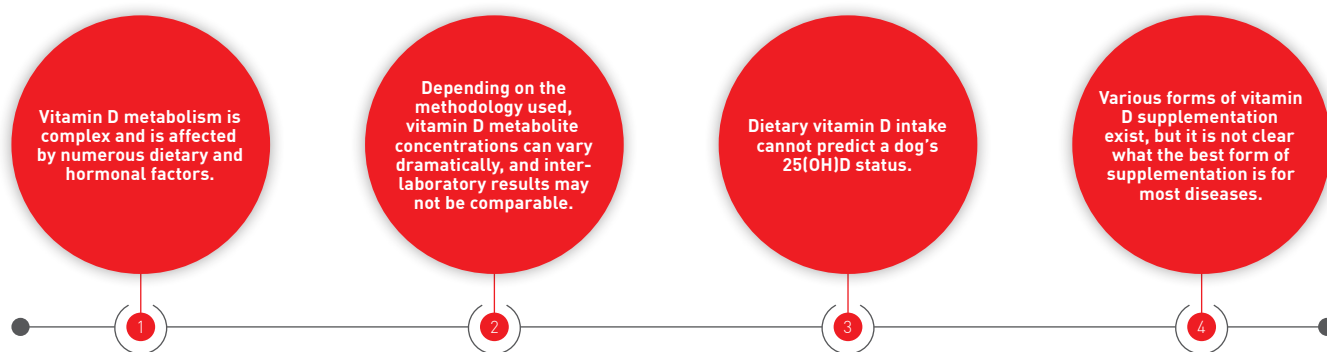 Vitamin D metabolism is
complex and is affected
by numerous dietary and
hormonal factors.
Depending on the
methodology used,
vitamin D metabolite
concentrations can vary
dramatically, and inter-
laboratory results may
not be comparable.
Dietary vitamin D intake
cannot predict a dog's
25(OH)D status.
Various forms of vitamin
D supplementation
exist, but it is not clear
what the best form of
supplementation is for
most diseases.
1
2
3
4